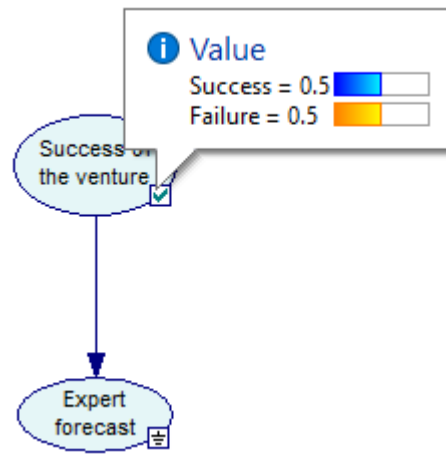 Value
Success = 0.5
Failure = 0.5
Success of
the venture
Expert
forecast